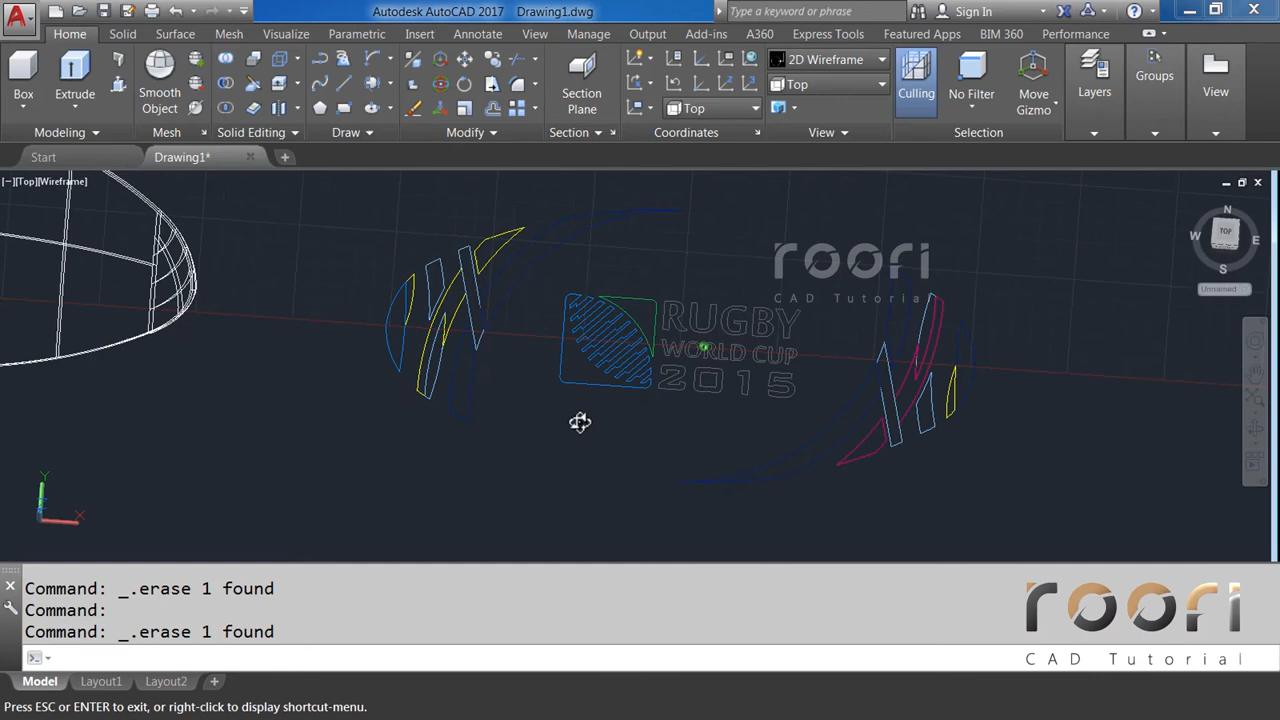 Autodesk AutoCAD 2017 Drawing1.dwg
Type a keyword or phrase
Sign In
Home Solid Surface Mesh Visualize Parametric Insert Annotate View Manage Output Add-ins A360 Express Tools Featured Apps BIM 360 Performance
Box
Extrude
Smooth
Object
Section
Plane
2D Wireframe
Top
Top
Culling
No Filter
Move
Gizmo
Layers
Groups
View
Modeling
Mesh
Solid Editing
Draw
Modify
Section
Coordinates
View
Selection
Start
Drawing1*
[−][Top][Wireframe]
N
W
TOP
E
S
Unnamed
roori
CAD Tutorial
RUGBY
WORLD CUP
2015
Y
X
Command: _.erase 1 found
Command:
Command: _.erase 1 found
roori
CAD Tutorial
Model Layout1 Layout2
Press ESC or ENTER to exit, or right-click to display shortcut-menu.